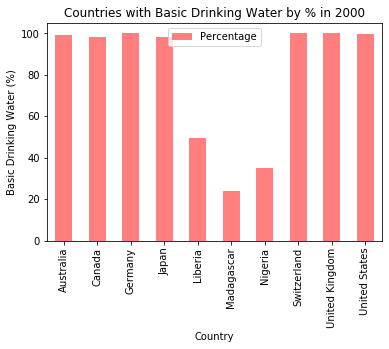 Countries with Basic Drinking Water by % in 2000
Percentage
Basic Drinking Water (%)
100
80
60
40
20
0
Australia
Canada
Germany
Japan
Liberia
Madagascar
Nigeria
Switzerland
United Kingdom
United States
Country